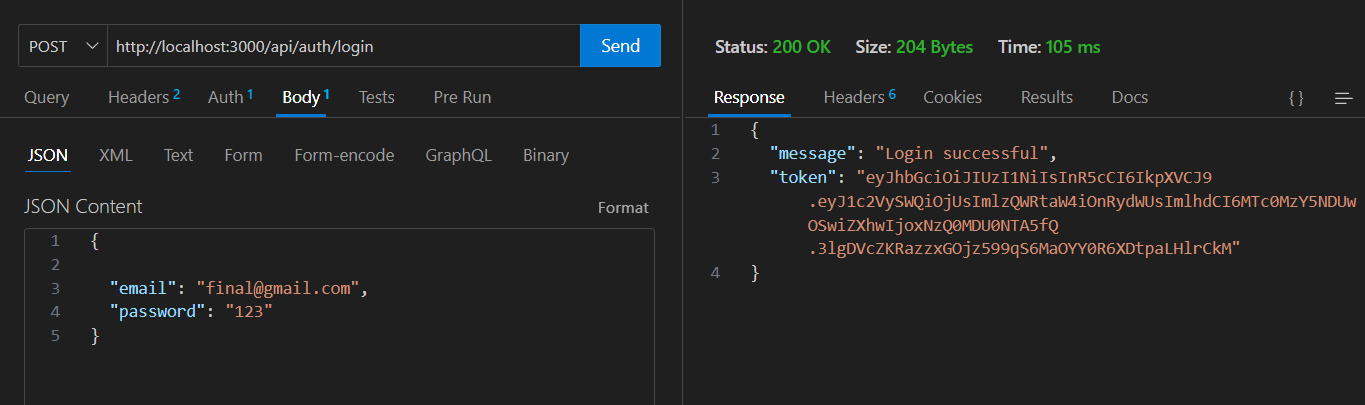 POST http://localhost:3000/api/auth/login Send
Query Headers 2 Auth 1 Body 1 Tests Pre Run
JSON XML Text Form Form-encode GraphQL Binary
JSON Content Format
1 {
2
3 "email": "final@gmail.com",
4 "password": "123"
5 }
Status: 200 OK Size: 204 Bytes Time: 105 ms
Response Headers 6 Cookies Results Docs { }
1 {
2 "message": "Login successful",
3 "token": "eyJhbGciOiJIUzI1NiIsInR5cCI6IkpXVCJ9
.eyJ1c2VySWQiOjUsImlzQWRtaW4iOnRydWUsImlhdCI6MTc0MzY5NDUw
OSwiZXhwIjoxNzQ0MDU0NTA5fQ
.3lgDVcZKRazzxGOjz599qS6MaOYY0R6XDtpaLHlrCkM"
4 }